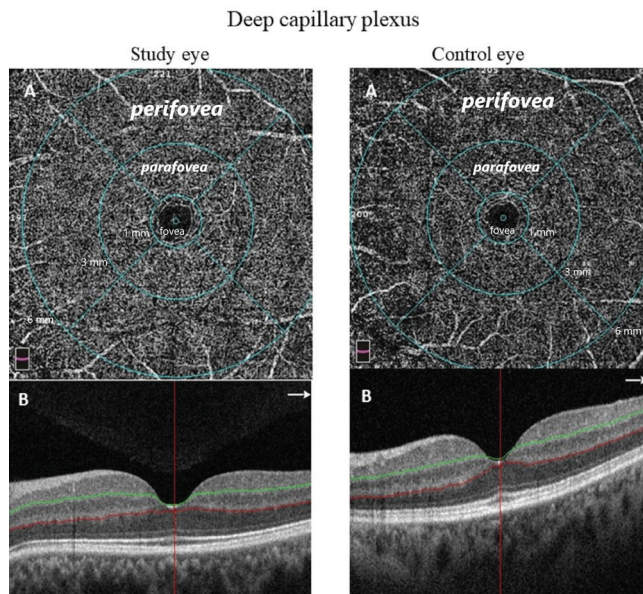 Deep capillary plexus
Study eye
Control eye
A
perifovea
parafovea
fovea
1 mm
3 mm
6 mm
B
A
perifovea
parafovea
fovea
1 mm
3 mm
6 mm
B